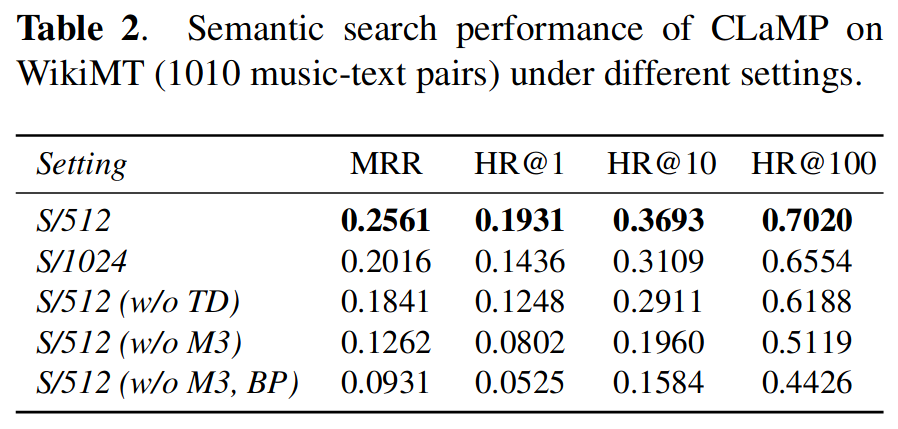 Table 2. Semantic search performance of CLaMP on
WikiMT (1010 music-text pairs) under different settings.
Setting MRR HR@1 HR@10 HR@100
S/512 0.2561 0.1931 0.3693 0.7020
S/1024 0.2016 0.1436 0.3109 0.6554
S/512 (w/o TD) 0.1841 0.1248 0.2911 0.6188
S/512 (w/o M3) 0.1262 0.0802 0.1960 0.5119
S/512 (w/o M3, BP) 0.0931 0.0525 0.1584 0.4426